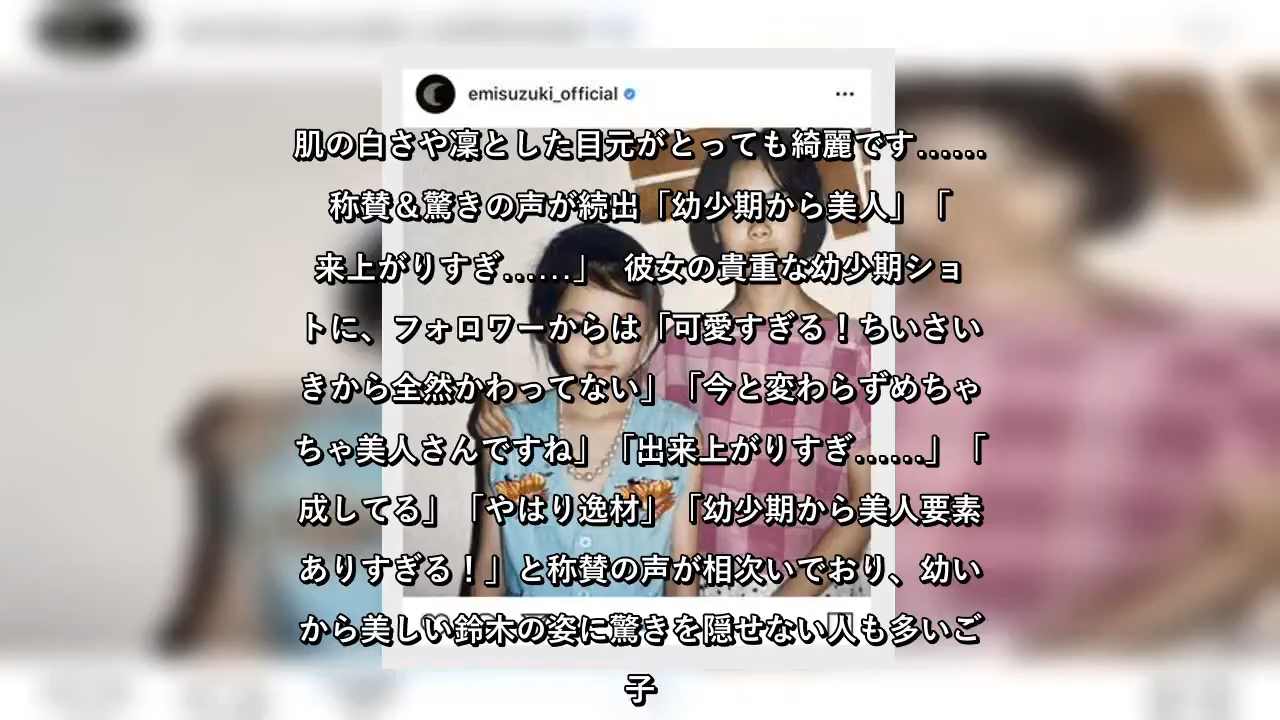 emisuzuki_official
肌の白さや凜とした目元がとっても綺麗です……
称賛＆驚きの声が続出「幼少期から美人」「
来上がりすぎ……」　彼女の貴重な幼少期ショ
トに、フォロワーからは「可愛すぎる！ちいさい
きから全然かわってない」「今と変わらずめちゃ
ちゃ美人さんですね」「出来上がりすぎ……」「
成してる」「やはり逸材」「幼少期から美人要素
ありすぎる！」と称賛の声が相次いでおり、幼い
から美しい鈴木の姿に驚きを隠せない人も多いご
子